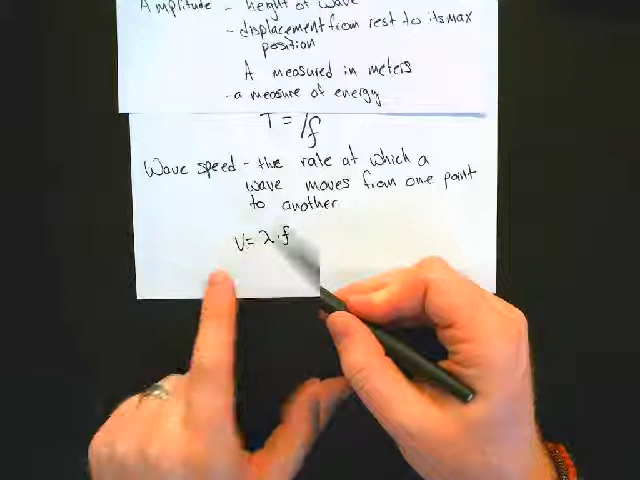 Amplitude - height of wave
- displacement from rest to its max
position
A measured in meters
- a measure of energy
T = 1/f
Wave speed - the rate at which a
wave moves from one point
to another
V = λ · f